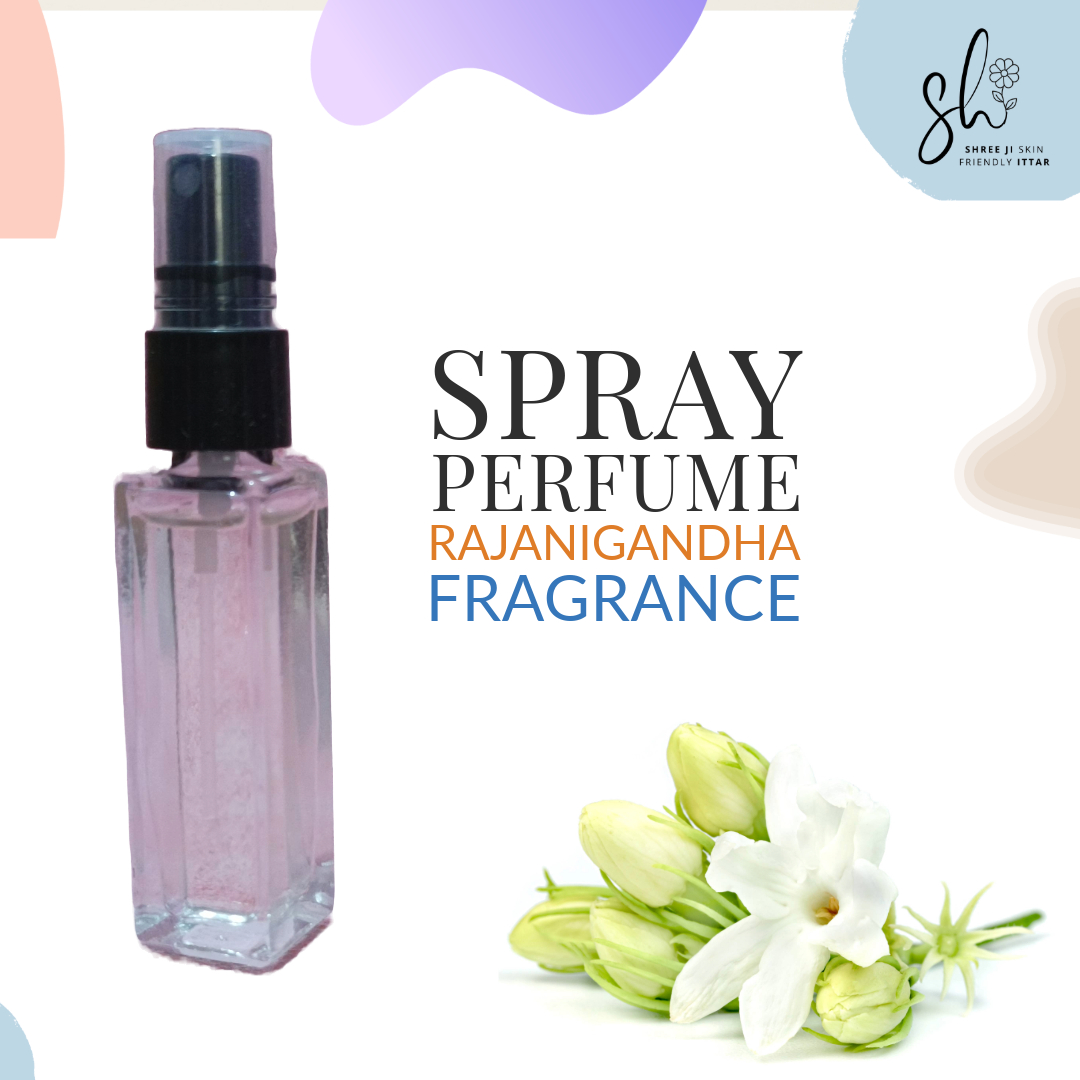 Sh
SHREE JI SKIN
FRIENDLY ITTAR
SPRAY
PERFUME
RAJANIGANDHA
FRAGRANCE